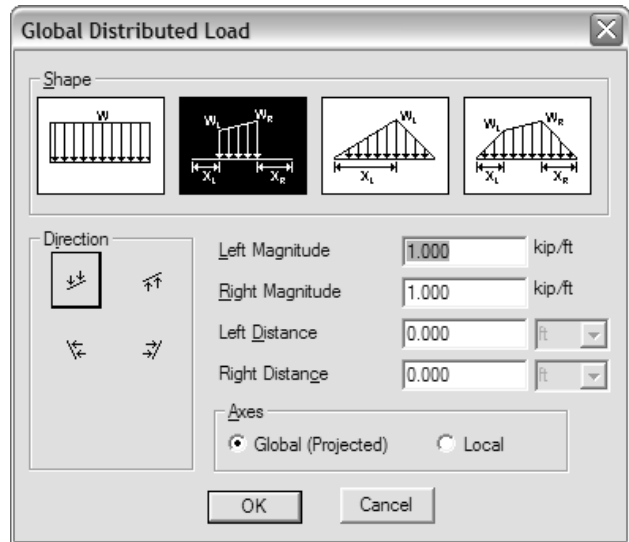 Global Distributed Load
Shape
W
WL WR
XL XR
WL
XL
WL WR
XL XR
Direction
Left Magnitude 1.000 kip/ft
Right Magnitude 1.000 kip/ft
Left Distance 0.000 ft
Right Distance 0.000 ft
Axes
Global (Projected) Local
OK Cancel